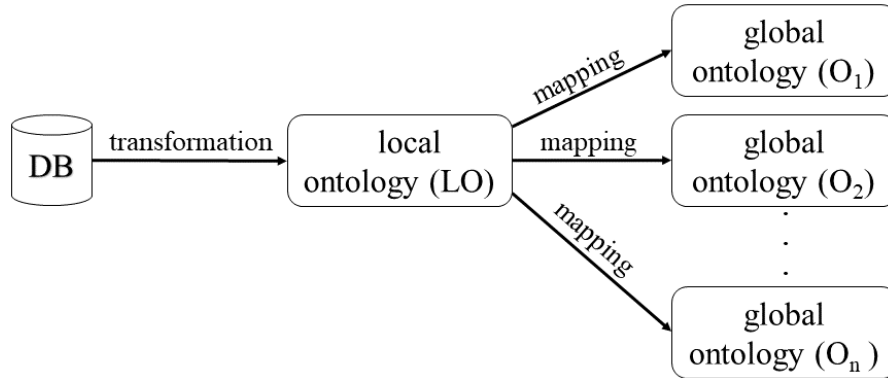 DB
transformation
local
ontology (LO)
mapping
global
ontology (O₁)
mapping
global
ontology (O₂)
mapping
global
ontology (Oₙ)